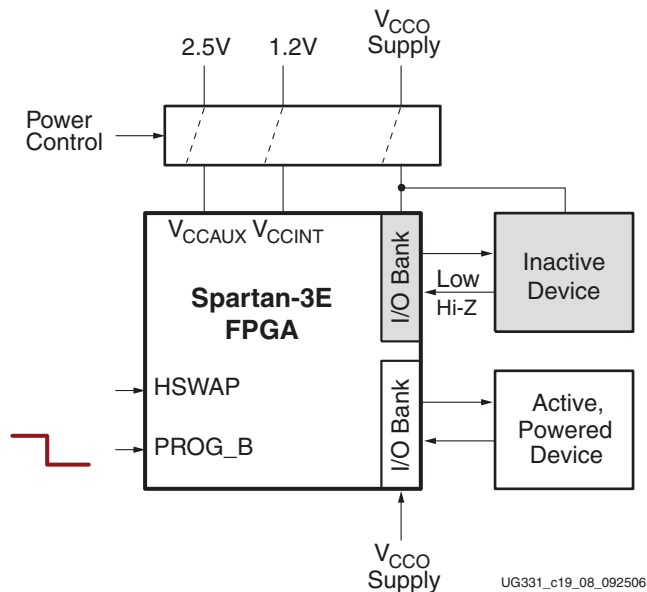 2.5V
1.2V
VCCO
Supply
Power
Control
VCCAUX
VCCINT
Spartan-3E
FPGA
HSWAP
PROG_B
I/O Bank
Low
Hi-Z
Inactive
Device
I/O Bank
Active,
Powered
Device
VCCO
Supply
UG331_c19_08_092506